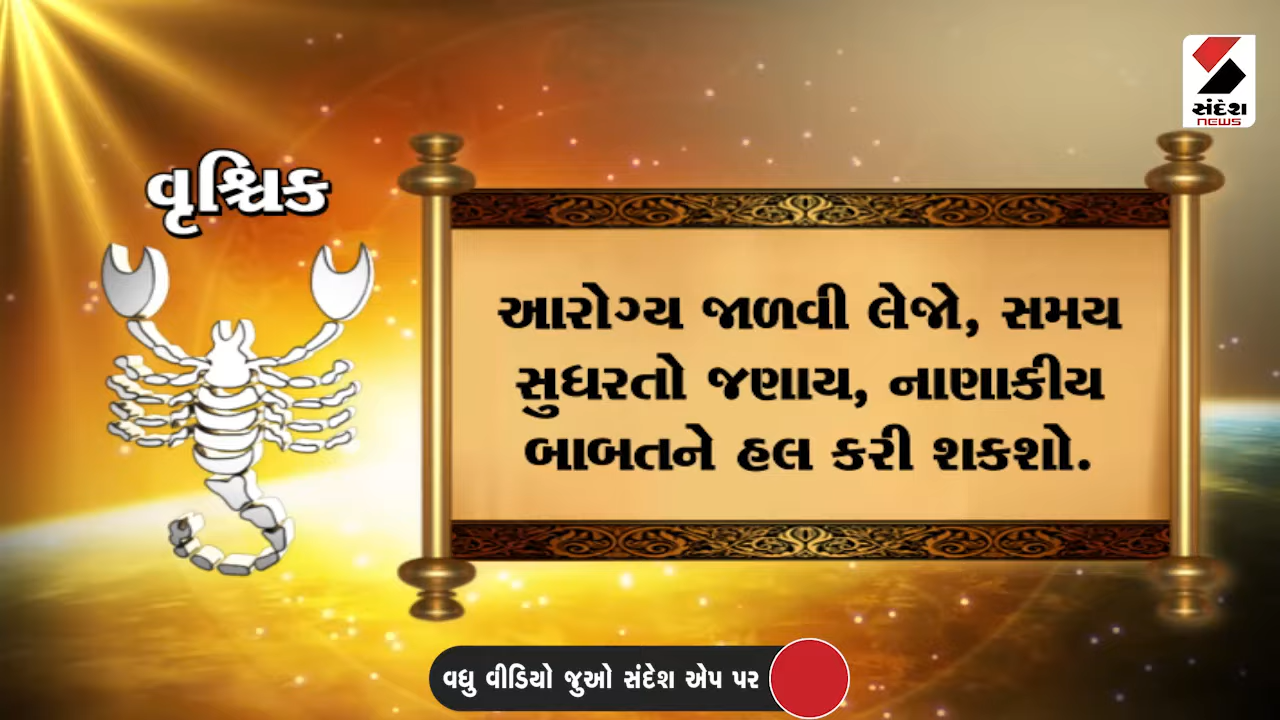 સંદેશ
NEWS
વૃશ્ચિક
આરોગ્ય જાળવી લેજો, સમય
સુધરતો જણાય, નાણાકીય
બાબતને હલ કરી શકશો.
વધુ વીડિયો જુઓ સંદેશ એપ પર